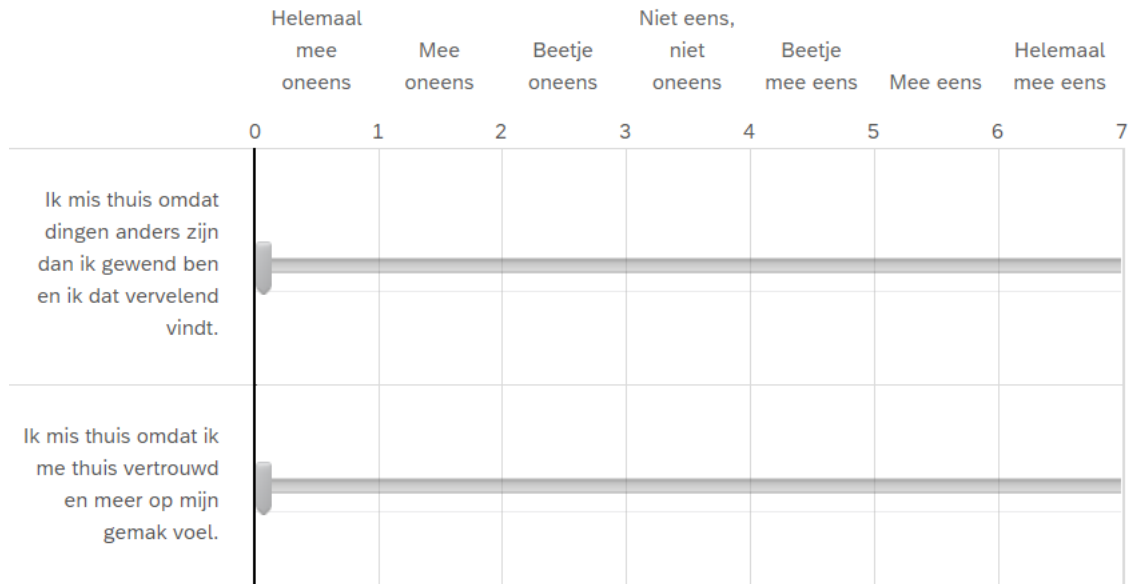 Helemaal mee oneens
Mee oneens
Beetje oneens
Niet eens, niet oneens
Beetje mee eens
Mee eens
Helemaal mee eens
0 1 2 3 4 5 6 7
Ik mis thuis omdat
dingen anders zijn
dan ik gewend ben
en ik dat vervelend
vindt.
Ik mis thuis omdat ik
me thuis vertrouwd
en meer op mijn
gemak voel.